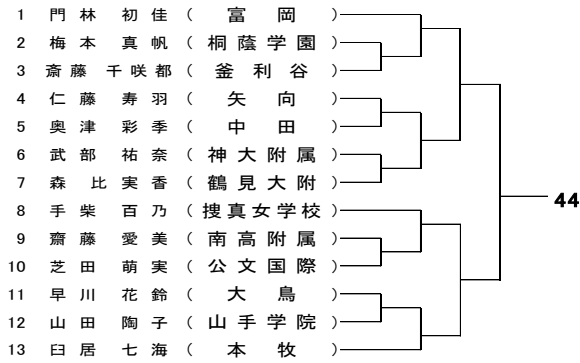 1 門林 初佳 ( 富岡 )
2 梅本 真帆 ( 桐蔭学園 )
3 斎藤 千咲都 ( 釜利谷 )
4 仁藤 寿羽 ( 矢向 )
5 奥津 彩季 ( 中田 )
6 武部 祐奈 ( 神大附属 )
7 森 比実香 ( 鶴見大附 )
44
8 手柴 百乃 ( 捜真女学校 )
9 齋藤 愛美 ( 南高附属 )
10 芝田 萌実 ( 公文国際 )
11 早川 花鈴 ( 大鳥 )
12 山田 陶子 ( 山手学院 )
13 臼居 七海 ( 本牧 )